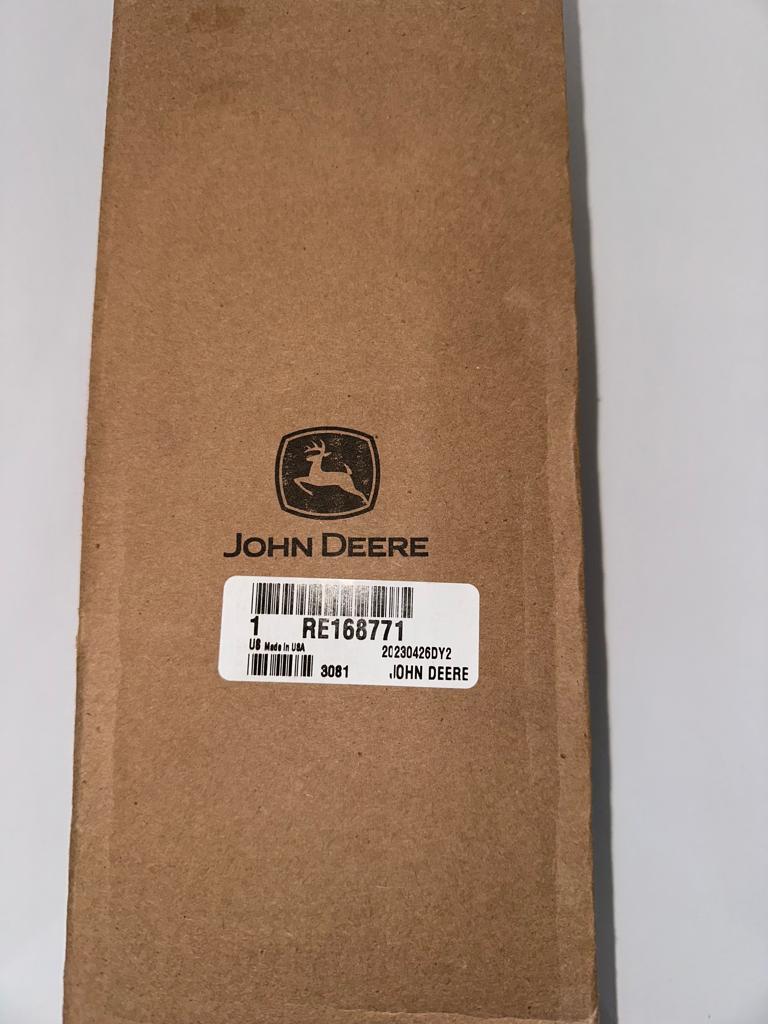 JOHN DEERE
1 RE168771
US Made In USA
20230426DY2
3081 JOHN DEERE